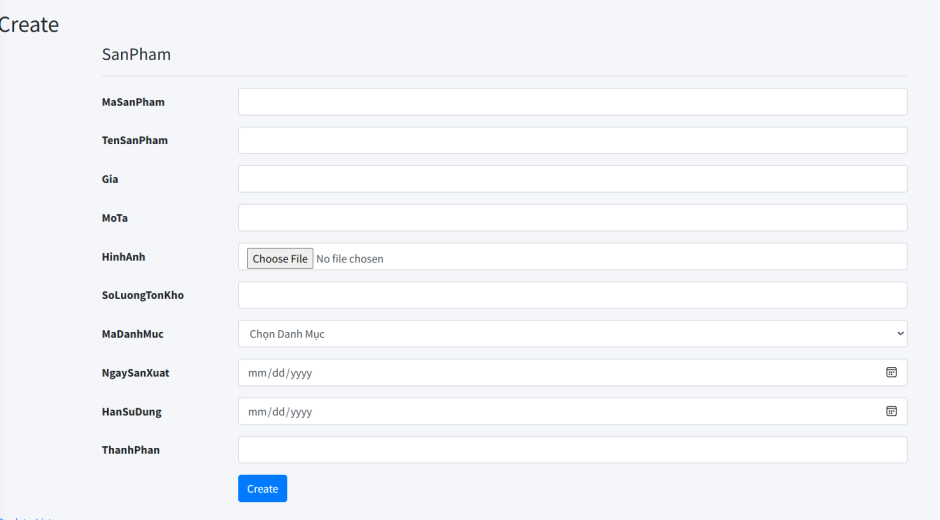 Create
SanPham
MaSanPham
TenSanPham
Gia
MoTa
HinhAnh Choose File No file chosen
SoLuongTonKho
MaDanhMuc Chọn Danh Mục
NgaySanXuat mm/dd/yyyy
HanSuDung mm/dd/yyyy
ThanhPhan
Create